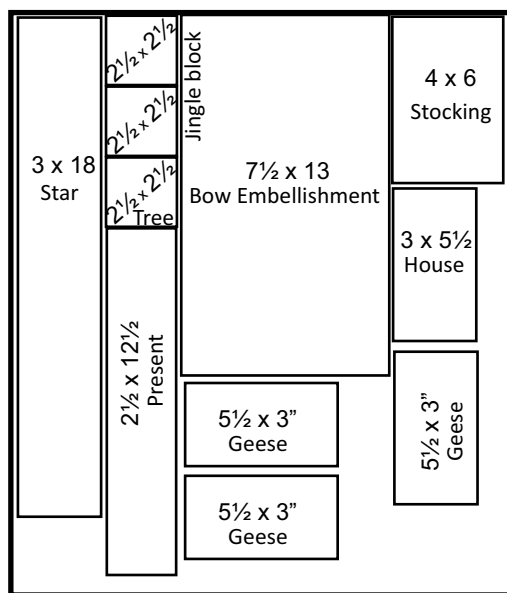 3 x 18
Star
2½ x 2½
2½ x 2½
2½ x 2½
Tree
2½ x 12½
Present
Jingle block
7½ x 13
Bow Embellishment
5½ x 3”
Geese
5½ x 3”
Geese
4 x 6
Stocking
3 x 5½
House
5½ x 3”
Geese